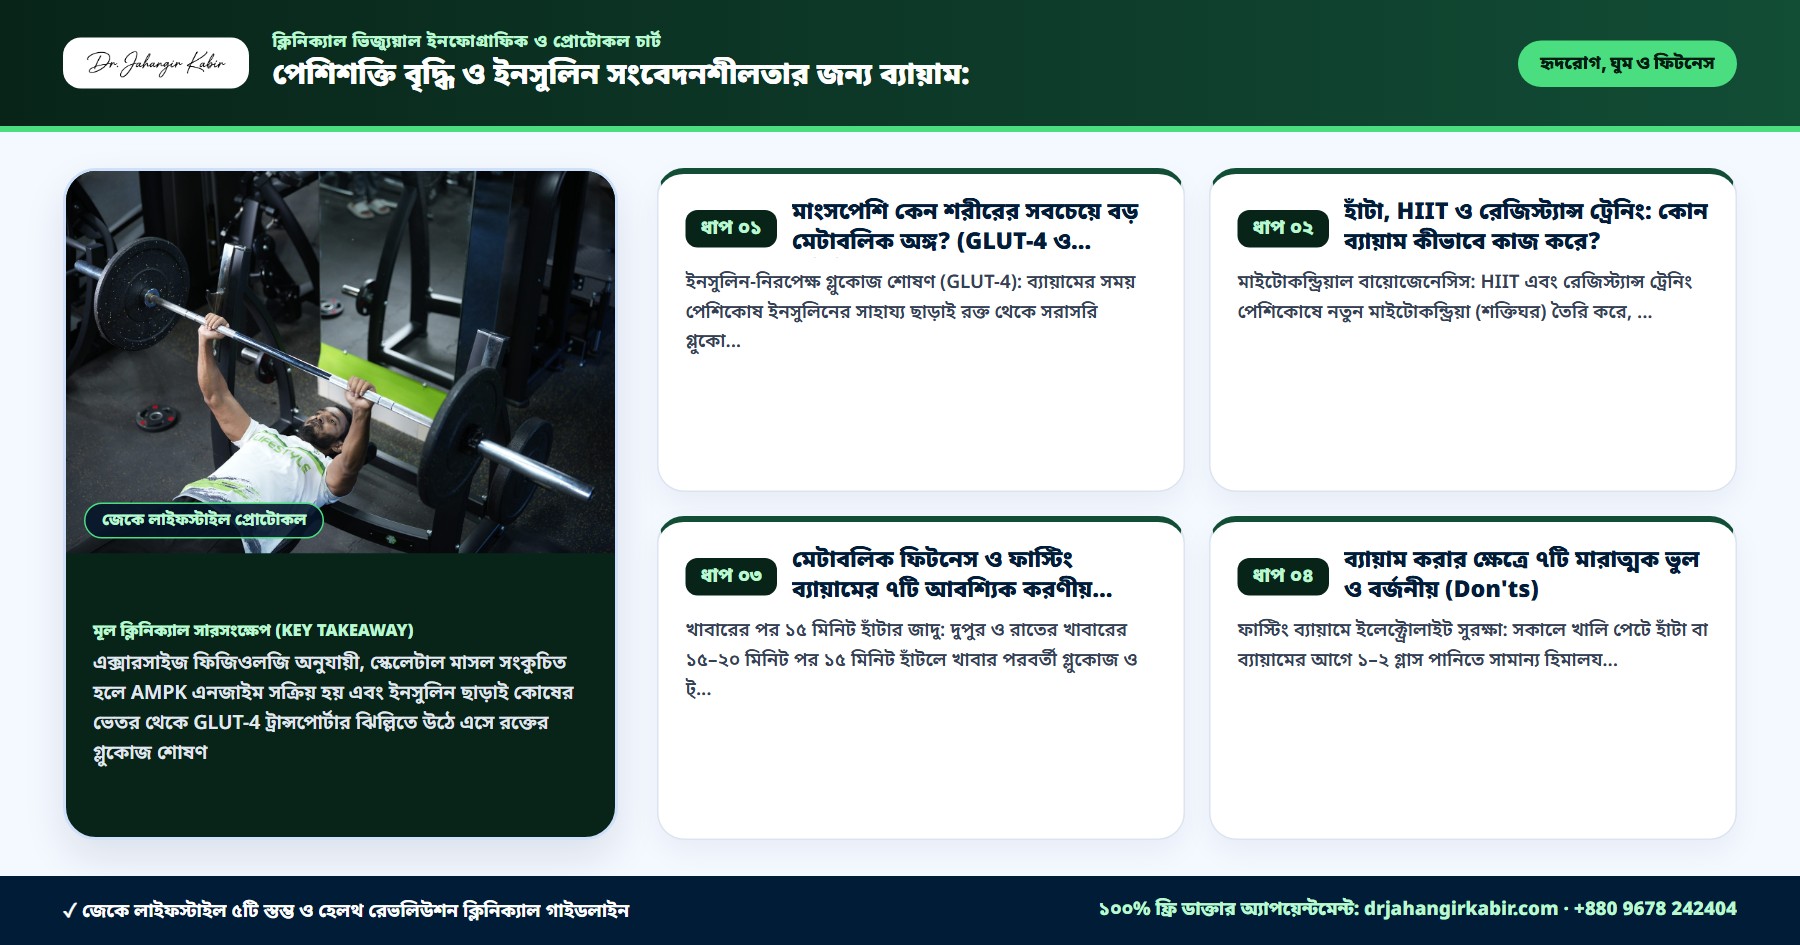 Dr. Jahangir Kabir
ক্লিনিক্যাল ভিজ্যুয়াল ইনফোগ্রাফিক ও প্রোটোকল চার্ট
পেশিশক্তি বৃদ্ধি ও ইনসুলিন সংবেদনশীলতার জন্য ব্যায়াম:
হৃদরোগ, ঘুম ও ফিটনেস
LIFESTYLE
জেকে লাইফস্টাইল প্রোটোকল
মূল ক্লিনিক্যাল সারসংক্ষেপ (KEY TAKEAWAY)
এক্সারসাইজ ফিজিওলজি অনুযায়ী, স্কেলেটাল মাসল সংকুচিত
হলে AMPK এনজাইম সক্রিয় হয় এবং ইনসুলিন ছাড়াই কোষের
ভেতর থেকে GLUT-4 ট্রান্সপোর্টার ঝিল্লিতে উঠে এসে রক্তের
গ্লুকোজ শোষণ
ধাপ ০১
মাংসপেশি কেন শরীরের সবচেয়ে বড়
মেটাবলিক অঙ্গ? (GLUT-4 ও...
ইনসুলিন-নিরপেক্ষ গ্লুকোজ শোষণ (GLUT-4): ব্যায়ামের সময়
পেশিকোষ ইনসুলিনের সাহায্য ছাড়াই রক্ত থেকে সরাসরি
গ্লুকো...
ধাপ ০২
হাঁটা, HIIT ও রেজিস্ট্যান্স ট্রেনিং: কোন
ব্যায়াম কীভাবে কাজ করে?
মাইটোকন্ড্রিয়াল বায়োজেনেসিস: HIIT এবং রেজিস্ট্যান্স ট্রেনিং
পেশিকোষে নতুন মাইটোকন্ড্রিয়া (শক্তিঘর) তৈরি করে, ...
ধাপ ০৩
মেটাবলিক ফিটনেস ও ফাস্টিং
ব্যায়ামের ৭টি আবশ্যিক করণীয়...
খাবারের পর ১৫ মিনিট হাঁটার জাদু: দুপুর ও রাতের খাবারের
১৫–২০ মিনিট পর ১৫ মিনিট হাঁটলে খাবার পরবর্তী গ্লুকোজ ও
ট্...
ধাপ ০৪
ব্যায়াম করার ক্ষেত্রে ৭টি মারাত্মক ভুল
ও বর্জনীয় (Don'ts)
ফাস্টিং ব্যায়ামে ইলেক্ট্রোলাইট সুরক্ষা: সকালে খালি পেটে হাঁটা বা
ব্যায়ামের আগে ১–২ গ্লাস পানিতে সামান্য হিমালয...
✓ জেকে লাইফস্টাইল ৫টি স্তম্ভ ও হেলথ রেভলিউশন ক্লিনিক্যাল গাইডলাইন
১০০% ফ্রি ডাক্তার অ্যাপয়েন্টমেন্ট: drjahangirkabir.com · +880 9678 242404